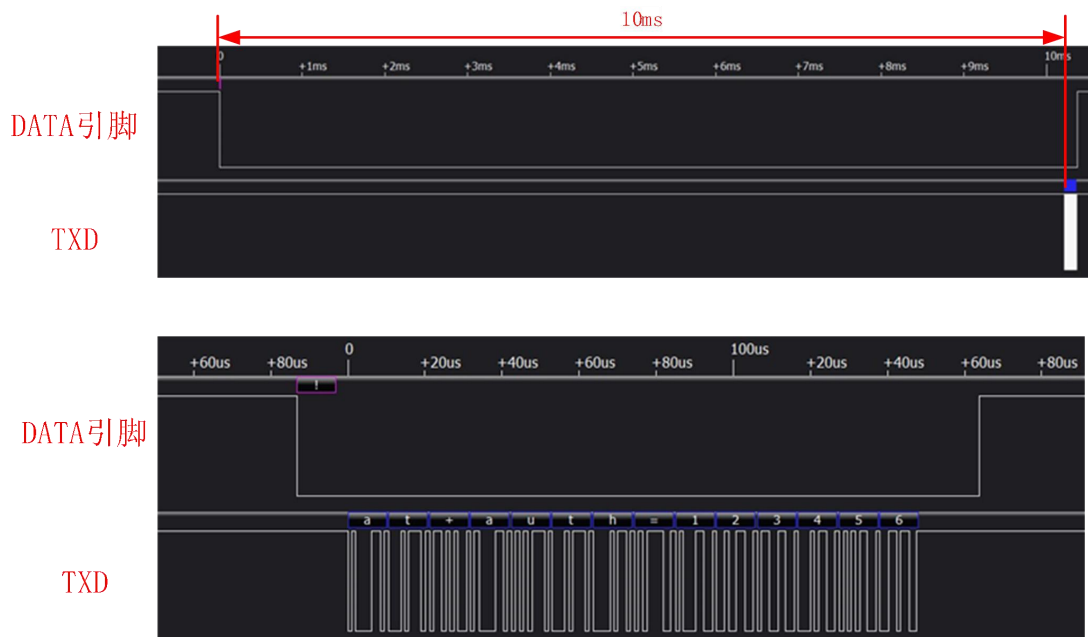 10ms
0 +1ms +2ms +3ms +4ms +5ms +6ms +7ms +8ms +9ms 10ms
DATA引脚
TXD
+60us +80us 0 +20us +40us +60us +80us 100us +20us +40us +60us +80us
!
DATA引脚
a t + a u t h = 1 2 3 4 5 6
TXD